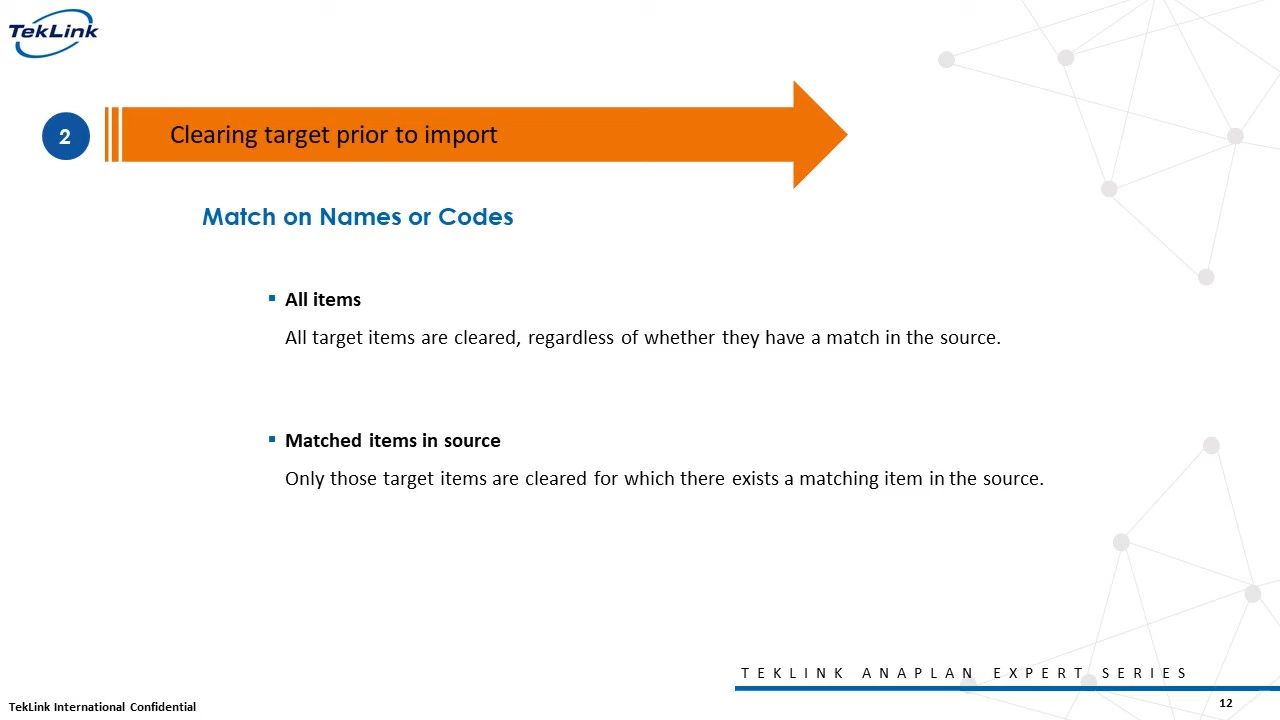 TekLink
2
Clearing target prior to import
Match on Names or Codes
▪ All items
All target items are cleared, regardless of whether they have a match in the source.
▪ Matched items in source
Only those target items are cleared for which there exists a matching item in the source.
TEKLINK ANAPLAN EXPERT SERIES
TekLink International Confidential
12